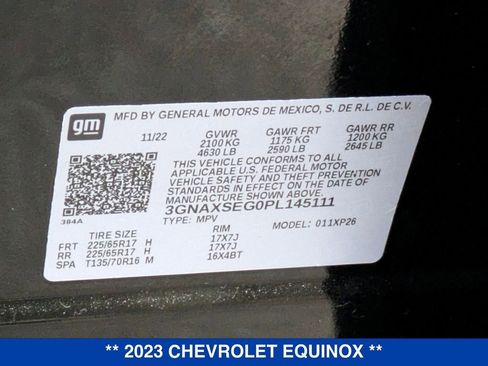 gm
MFD BY GENERAL MOTORS DE MEXICO, S. DE R.L. DE C.V.
11/22 GVWR GAWR FRT GAWR RR
2100 KG 1175 KG 1200 KG
4630 LB 2590 LB 2645 LB
THIS VEHICLE CONFORMS TO ALL
APPLICABLE U.S. FEDERAL MOTOR
VEHICLE SAFETY AND THEFT
PREVENTION STANDARDS IN EFFECT ON
THE DATE OF MANUFACTURE SHOWN ABOVE.
384A
3GNAXSEG0PL145111
TYPE: MPV MODEL: 011XP26
TIRE SIZE RIM
FRT 225/65R17 H 17X7J
RR 225/65R17 H 17X7J
SPA T135/70R16 M 16X4BT
** 2023 CHEVROLET EQUINOX **